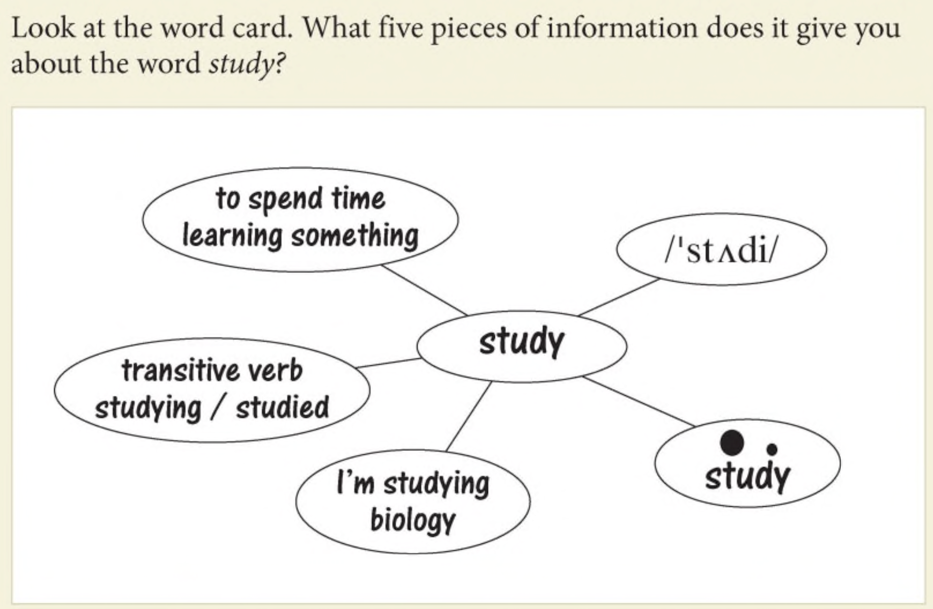 Look at the word card. What five pieces of information does it give you
about the word study?
to spend time
learning something
/ˈstʌdi/
study
transitive verb
studying / studied
study
I'm studying
biology